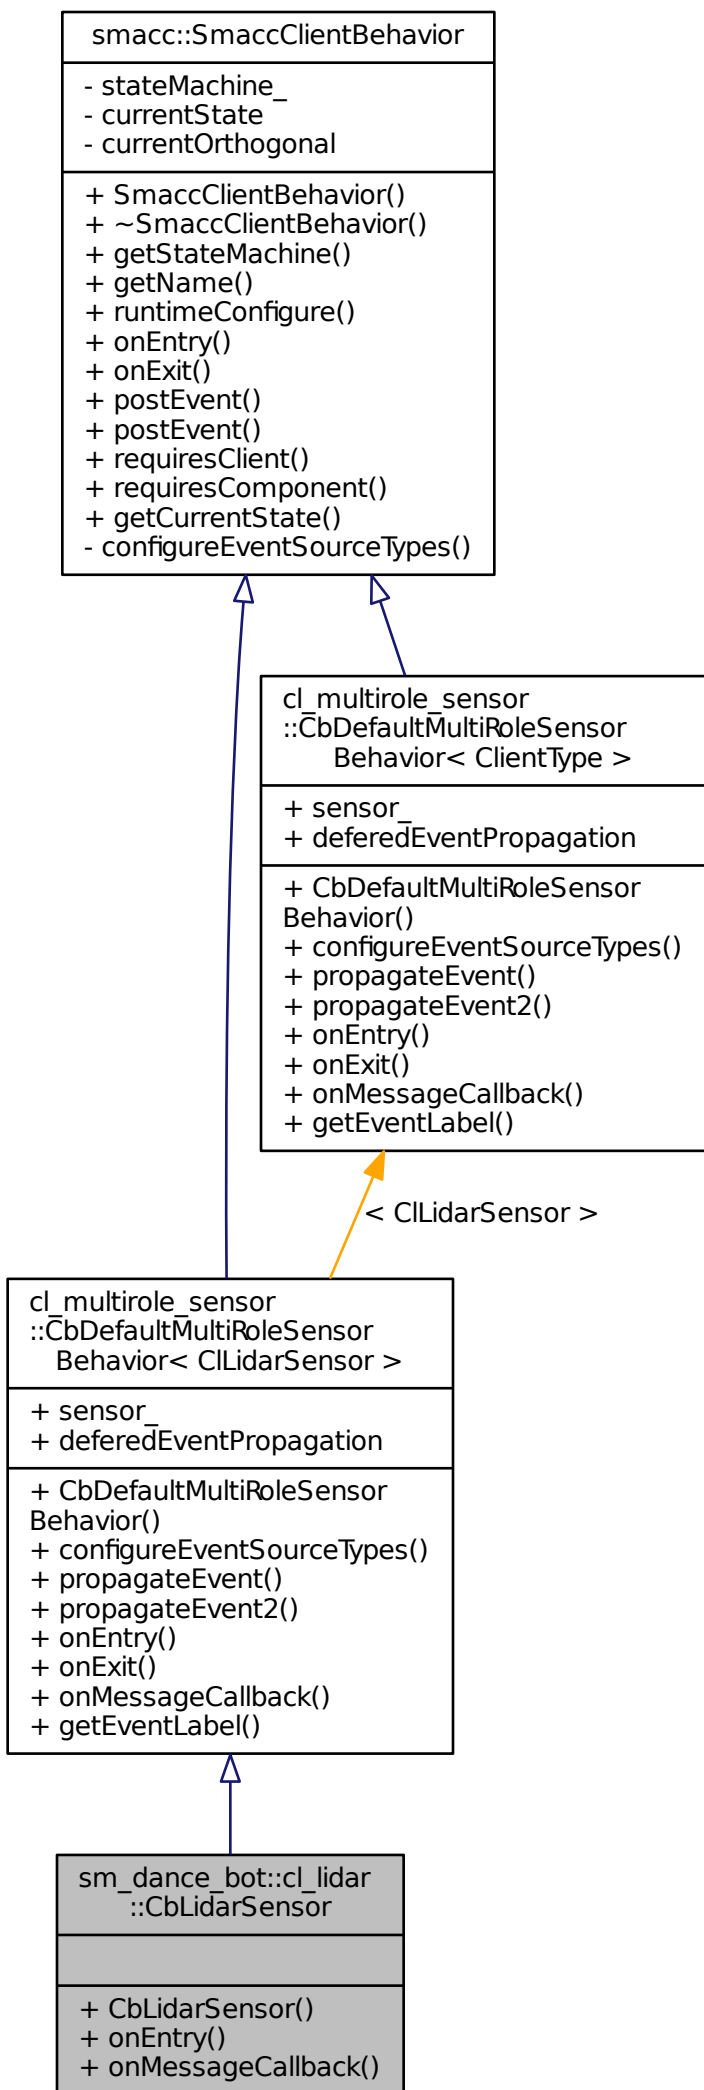 smacc::SmaccClientBehavior
- stateMachine_
- currentState
- currentOrthogonal
+ SmaccClientBehavior()
+ ~SmaccClientBehavior()
+ getStateMachine()
+ getName()
+ runtimeConfigure()
+ onEntry()
+ onExit()
+ postEvent()
+ postEvent()
+ requiresClient()
+ requiresComponent()
+ getCurrentState()
- configureEventSourceTypes()
cl_multirole_sensor
::CbDefaultMultiRoleSensor
Behavior< ClientType >
+ sensor_
+ deferedEventPropagation
+ CbDefaultMultiRoleSensor
Behavior()
+ configureEventSourceTypes()
+ propagateEvent()
+ propagateEvent2()
+ onEntry()
+ onExit()
+ onMessageCallback()
+ getEventLabel()
< ClLidarSensor >
cl_multirole_sensor
::CbDefaultMultiRoleSensor
Behavior< ClLidarSensor >
+ sensor_
+ deferedEventPropagation
+ CbDefaultMultiRoleSensor
Behavior()
+ configureEventSourceTypes()
+ propagateEvent()
+ propagateEvent2()
+ onEntry()
+ onExit()
+ onMessageCallback()
+ getEventLabel()
sm_dance_bot::cl_lidar
::CbLidarSensor
+ CbLidarSensor()
+ onEntry()
+ onMessageCallback()